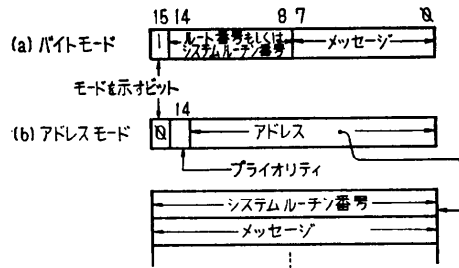 15 14 8 7 0
(a) バイトモード 1 ルート番号もしくは
システムルーチン番号 メッセージ
モードを示すビット
14
(b) アドレスモード 0 アドレス
プライオリティ
システムルーチン番号
メッセージ